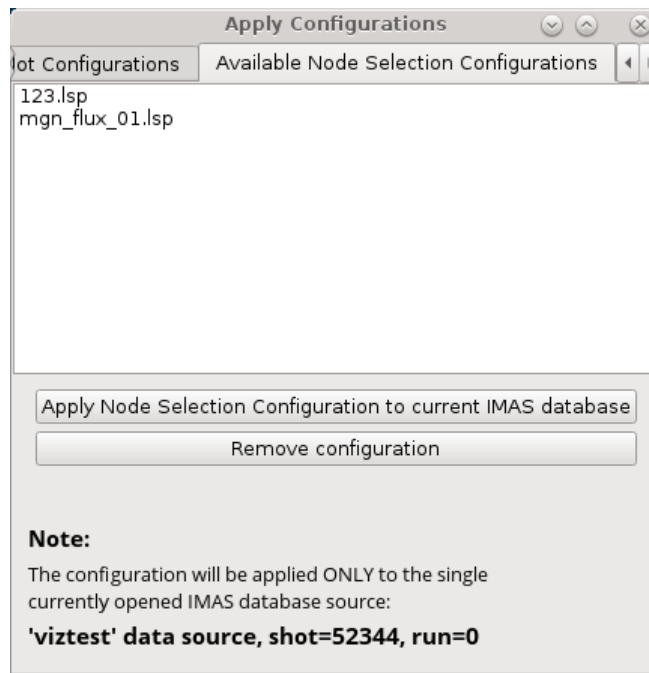 Apply Configurations
lot Configurations
Available Node Selection Configurations
123.lsp
mgn_flux_01.lsp
Apply Node Selection Configuration to current IMAS database
Remove configuration
Note:
The configuration will be applied ONLY to the single
currently opened IMAS database source:
'viztest' data source, shot=52344, run=0